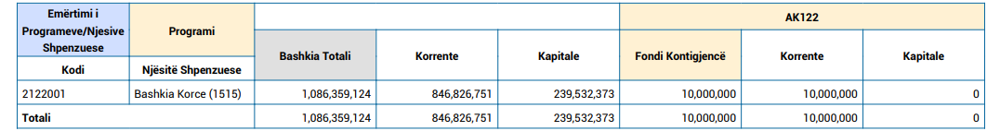 Emërtimi i
Programeve/Njesive
Shpenzuese
Programi
AK122
Bashkia Totali
Korrente
Kapitale
Fondi Kontigjencë
Korrente
Kapitale
Kodi
Njësitë Shpenzuese
2122001 Bashkia Korce (1515) 1,086,359,124 846,826,751 239,532,373 10,000,000 10,000,000 0
Totali 1,086,359,124 846,826,751 239,532,373 10,000,000 10,000,000 0